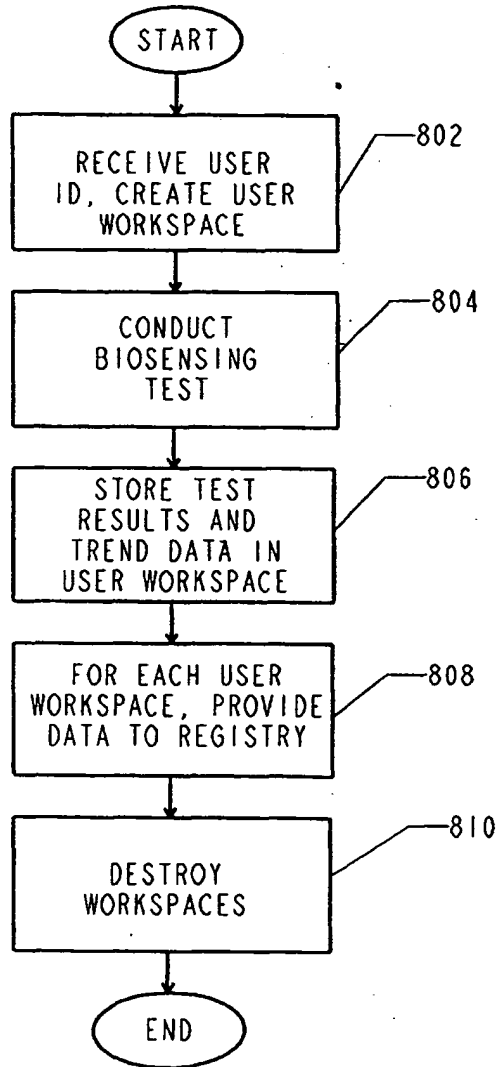 START
RECEIVE USER
ID, CREATE USER
WORKSPACE
802
CONDUCT
BIOSENSING
TEST
804
STORE TEST
RESULTS AND
TREND DATA IN
USER WORKSPACE
806
FOR EACH USER
WORKSPACE, PROVIDE
DATA TO REGISTRY
808
DESTROY
WORKSPACES
810
END